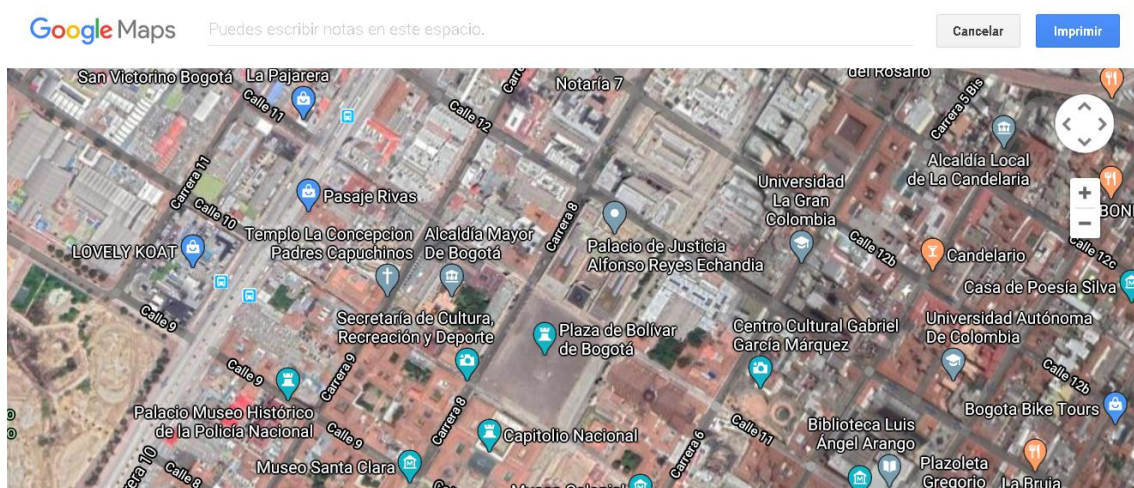 Google Maps
Puedes escribir notas en este espacio.
Cancelar
Imprimir
San Victorino Bogotá
La Pajarera
Calle 11
Carre
Calle 12
Notaría 7
del Rosario
Carrera 5 Bis
Alcaldía Local
de La Candelaria
Carrera 11
Calle 10
Pasaje Rivas
Carrera 8
Universidad
La Gran
Colombia
BON
LOVELY KOAT
Templo La Concepcion
Padres Capuchinos
Alcaldía Mayor
De Bogotá
Palacio de Justicia
Alfonso Reyes Echandia
Calle 12b
Candelario
Calle 12c
Casa de Poesía Silva
Calle 9
Secretaría de Cultura,
Recreación y Deporte
Plaza de Bolívar
de Bogotá
Centro Cultural Gabriel
García Márquez
Universidad Autónoma
De Colombia
Calle 9
Carrera 9
Calle 12b
Palacio Museo Histórico
de la Policía Nacional
Carrera 8
Calle 9
Capitolio Nacional
Carrera 6
Calle 11
Biblioteca Luis
Ángel Arango
Bogota Bike Tours
Museo Santa Clara
era 10
Calle 8
Museo Colonial
Plazoleta
Gregorio
La Bruja